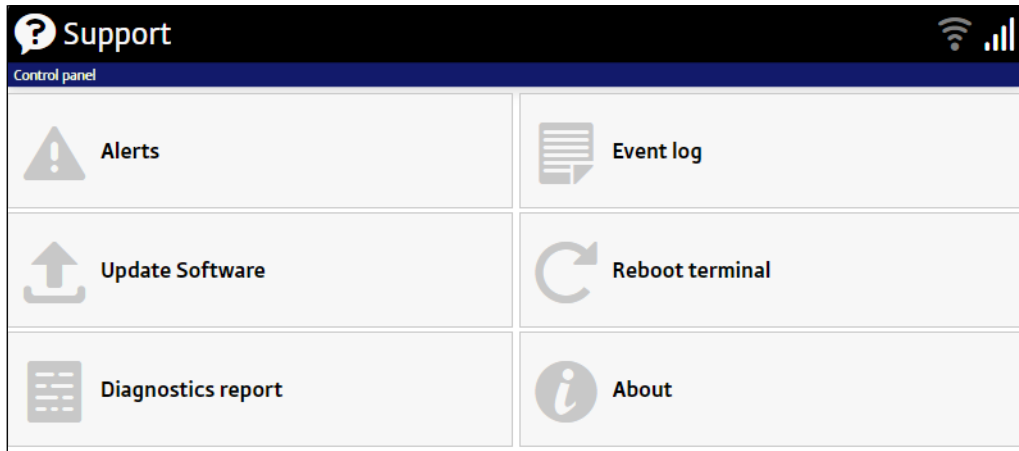 Support
Control panel
Alerts
Event log
Update Software
Reboot terminal
Diagnostics report
About